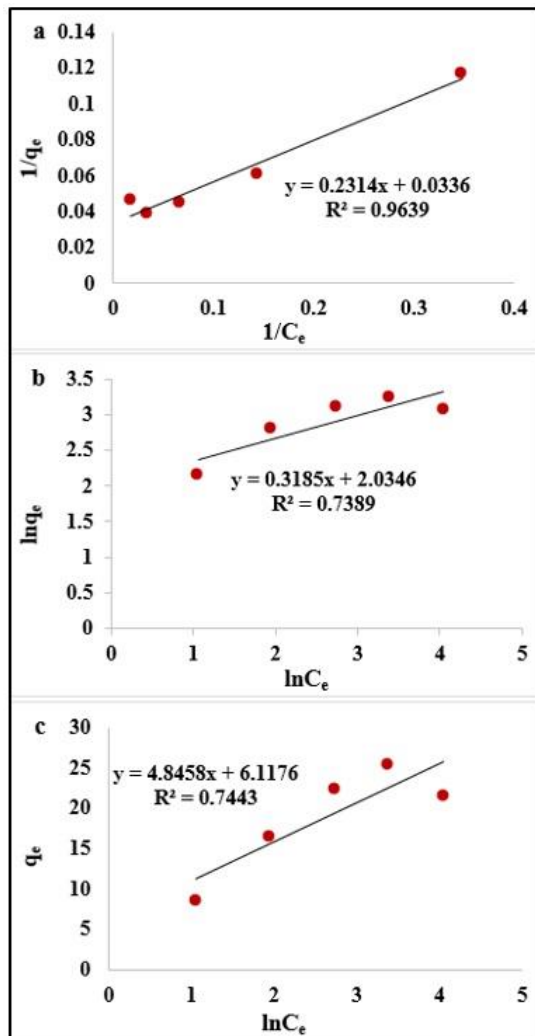 a
0.14
0.12
0.1
0.08
0.06
0.04
0.02
0
1/qₑ
y = 0.2314x + 0.0336
R² = 0.9639
0 0.1 0.2 0.3 0.4
1/Cₑ
b
3.5
3
2.5
2
1.5
1
0.5
0
lnqₑ
y = 0.3185x + 2.0346
R² = 0.7389
0 1 2 3 4 5
lnCₑ
c
30
25
20
15
10
5
0
qₑ
y = 4.8458x + 6.1176
R² = 0.7443
0 1 2 3 4 5
lnCₑ